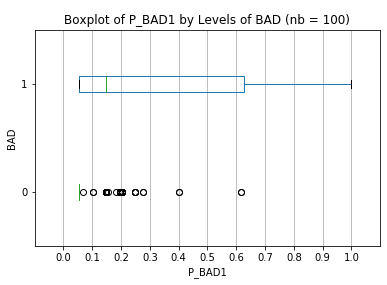 Boxplot of P_BAD1 by Levels of BAD (nb = 100)
1
BAD
0
0.0 0.1 0.2 0.3 0.4 0.5 0.6 0.7 0.8 0.9 1.0
P_BAD1